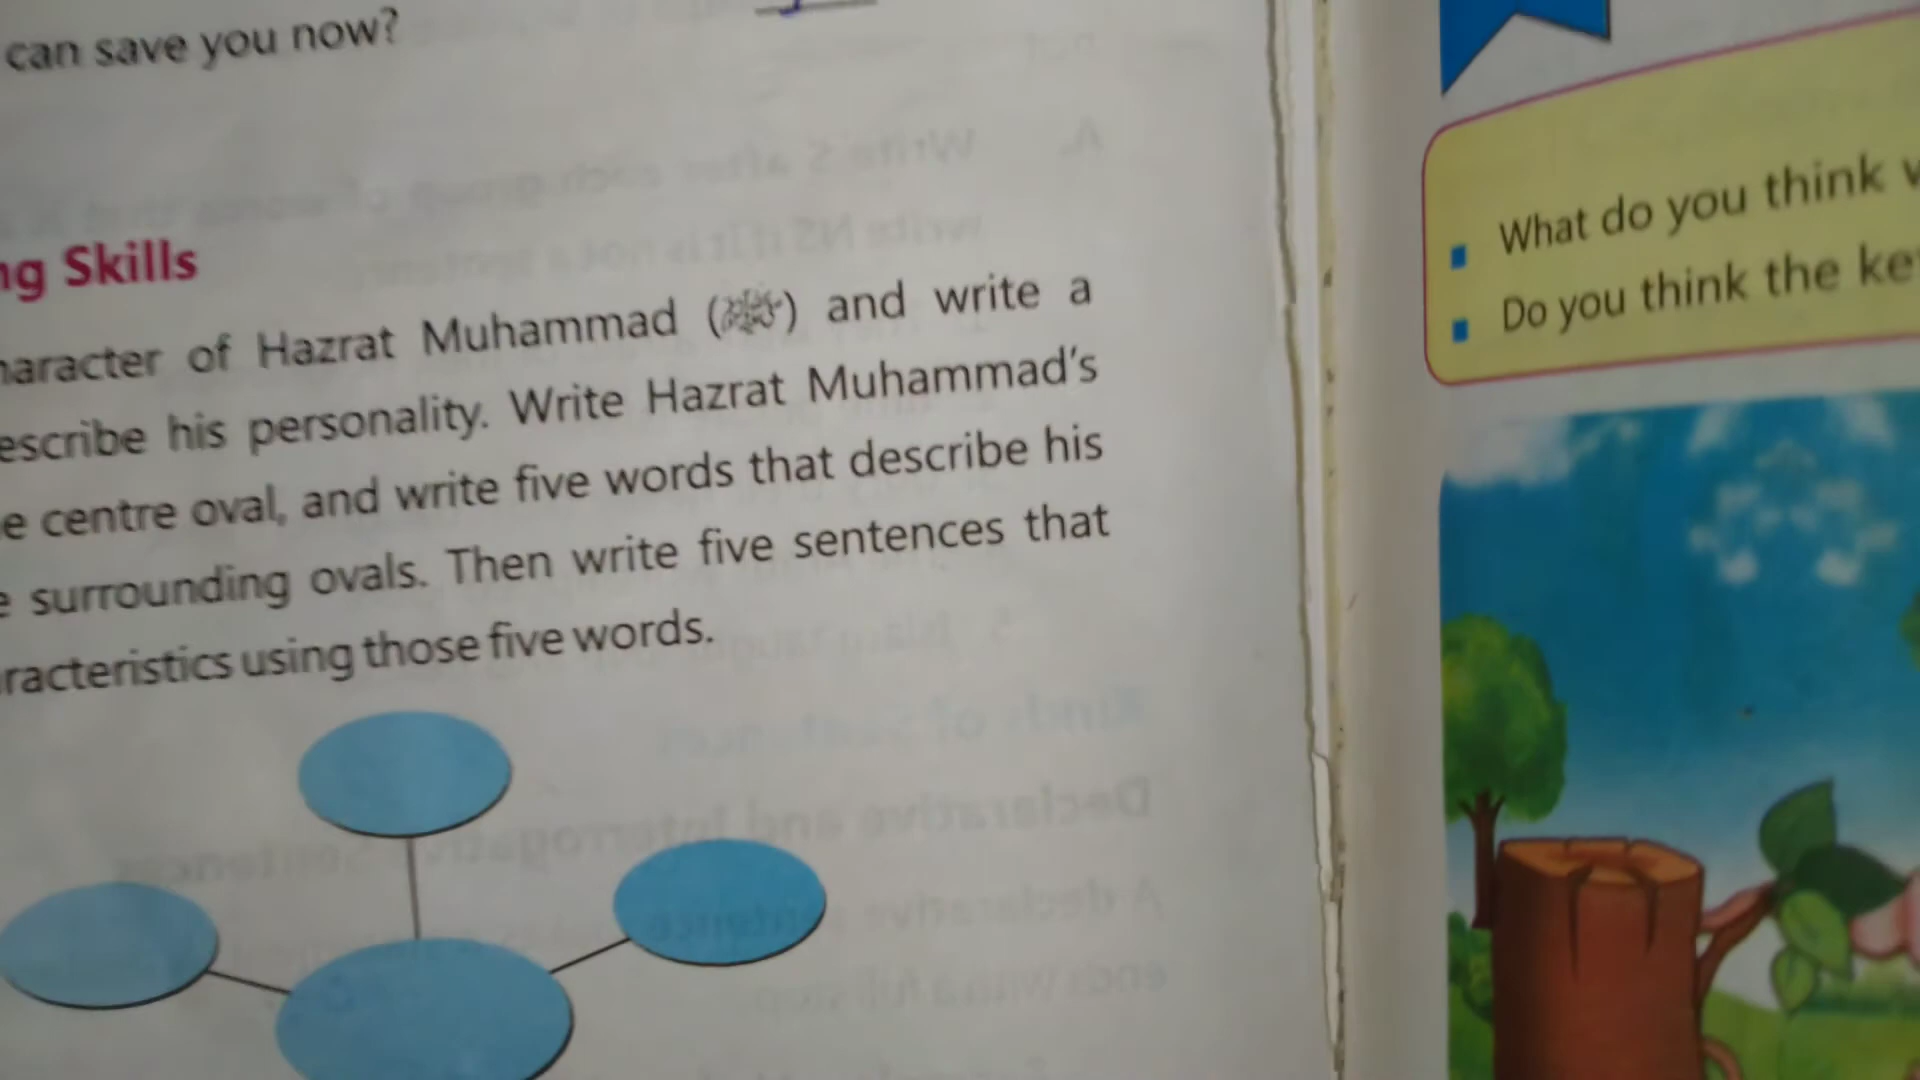 can save you now?
ng Skills
haracter of Hazrat Muhammad (ﷺ) and write a
escribe his personality. Write Hazrat Muhammad's
e centre oval, and write five words that describe his
e surrounding ovals. Then write five sentences that
racteristics using those five words.
What do you think
Do you think the